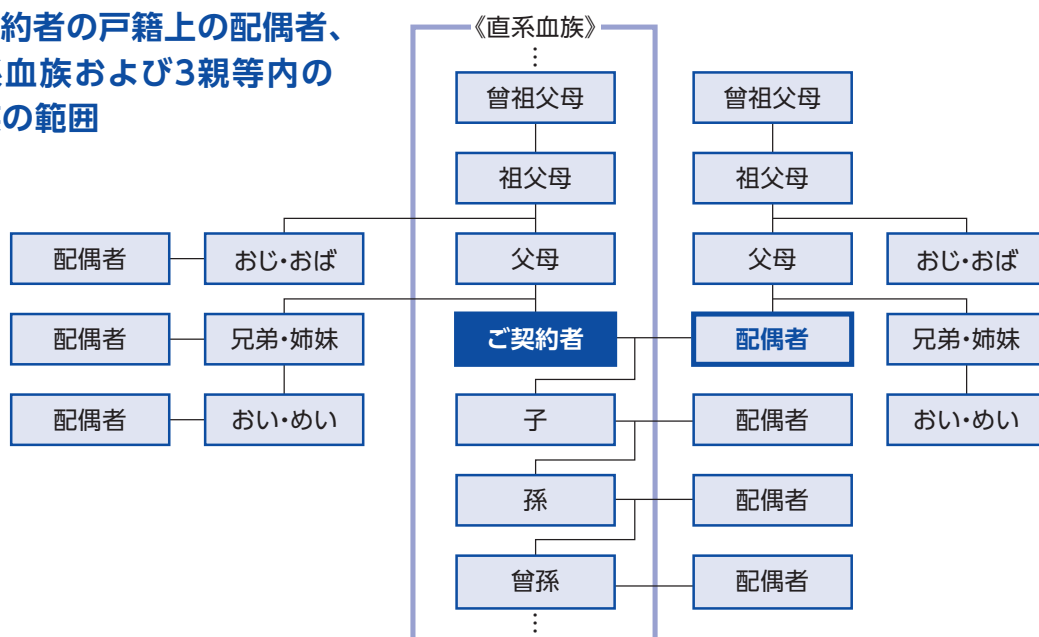 約者の戸籍上の配偶者、
血族および3親等内の
の範囲
《直系血族》
曾祖父母 曾祖父母
祖父母 祖父母
配偶者 おじ・おば 父母 父母 おじ・おば
配偶者 兄弟・姉妹 ご契約者 配偶者 兄弟・姉妹
配偶者 おい・めい 子 配偶者 おい・めい
孫 配偶者
曾孫 配偶者